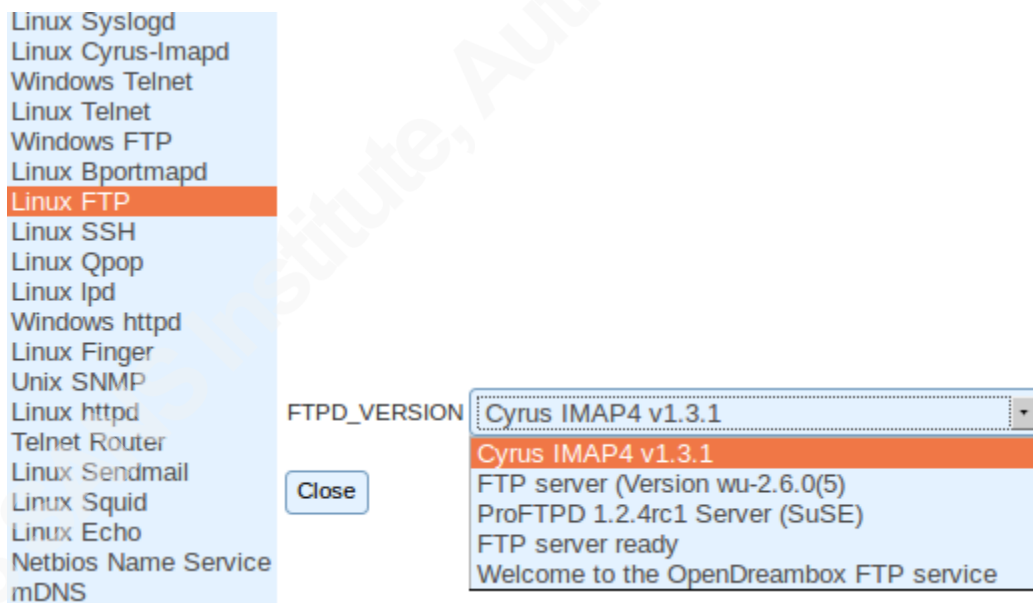 Linux Syslogd
Linux Cyrus-Imapd
Windows Telnet
Linux Telnet
Windows FTP
Linux Bportmapd
Linux FTP
Linux SSH
Linux Qpop
Linux lpd
Windows httpd
Linux Finger
Unix SNMP
Linux httpd
Telnet Router
Linux Sendmail
Linux Squid
Linux Echo
Netbios Name Service
mDNS
FTPD_VERSION
Cyrus IMAP4 v1.3.1
Cyrus IMAP4 v1.3.1
FTP server (Version wu-2.6.0(5)
ProFTPD 1.2.4rc1 Server (SuSE)
FTP server ready
Welcome to the OpenDreambox FTP service
Close